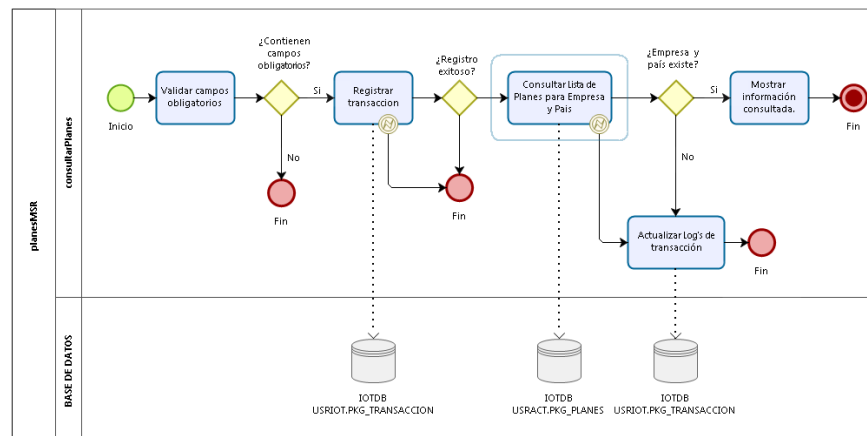 planesMSR
consultarPlanes
BASE DE DATOS
Inicio
Validar campos
obligatorios
¿Contienen
campos
obligatorios?
Si
No
Fin
Registrar
transaccion
¿Registro
exitoso?
Fin
Consultar Lista de
Planes para Empresa
y Pais
¿Empresa y
país existe?
Si
No
Mostrar
información
consultada.
Fin
Actualizar Log's de
transacción
Fin
IOTDB
USRIOT.PKG_TRANSACCION
IOTDB
USRACT.PKG_PLANES
IOTDB
USRIOT.PKG_TRANSACCION